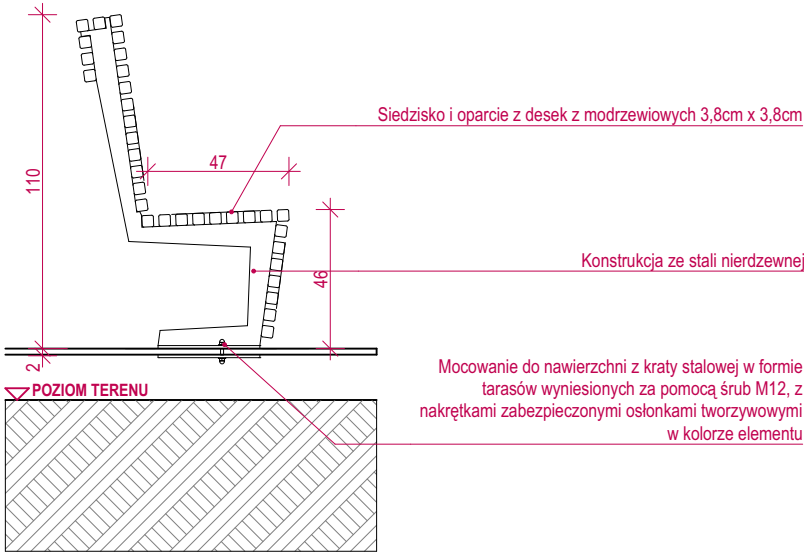 Siedzisko i oparcie z desek z modrzewiowych 3,8cm x 3,8cm
47
110
Konstrukcja ze stali nierdzewnej
46
2
Mocowanie do nawierzchni z kraty stalowej w formie
tarasów wyniesionych za pomocą śrub M12, z
nakrętkami zabezpieczonymi osłonkami tworzywowymi
w kolorze elementu
POZIOM TERENU